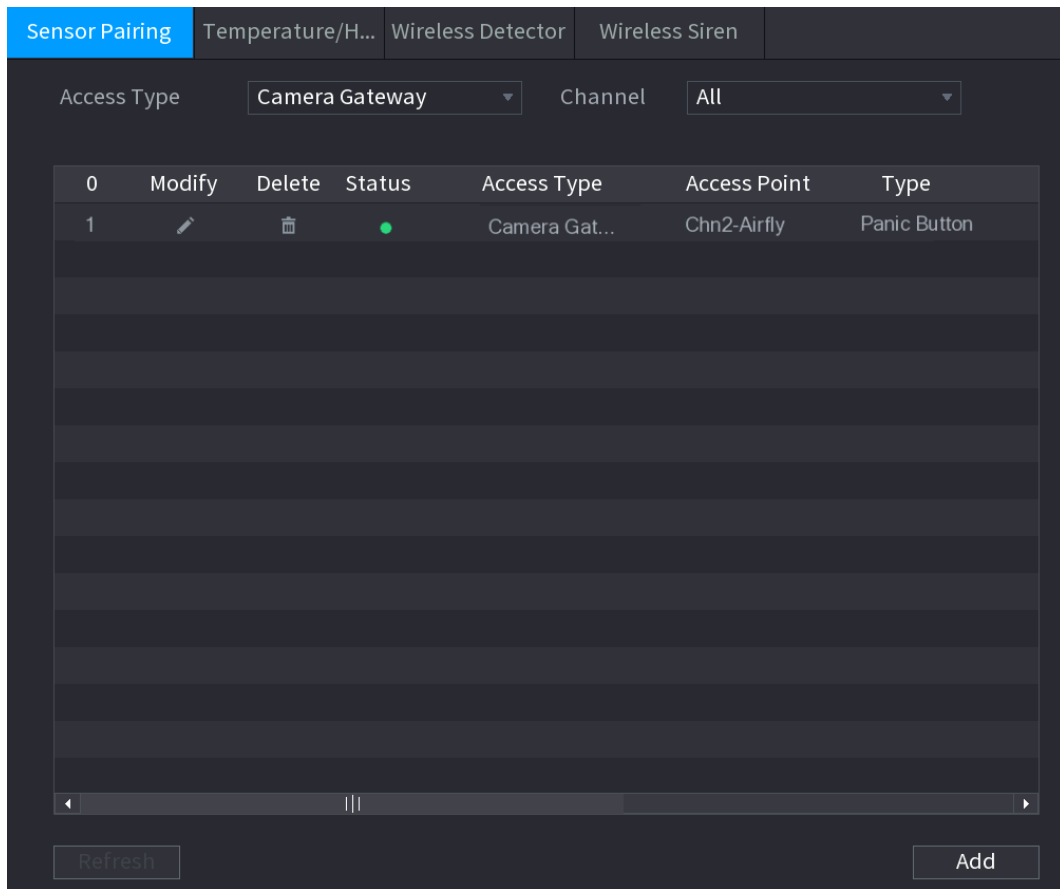 Sensor Pairing Temperature/H... Wireless Detector Wireless Siren
Access Type Camera Gateway Channel All
0 Modify Delete Status Access Type Access Point Type
1 Camera Gat... Chn2-Airfly Panic Button
Refresh Add